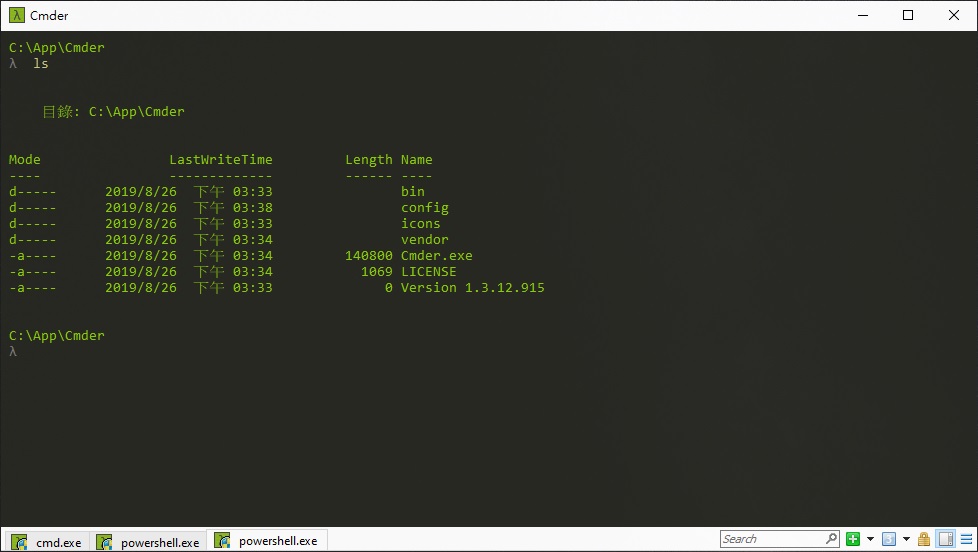 Cmder
C:\App\Cmder
λ  ls
目錄: C:\App\Cmder
Mode                LastWriteTime         Length Name
----                -------------         ------ ----
d-----      2019/8/26  下午 03:33                bin
d-----      2019/8/26  下午 03:38                config
d-----      2019/8/26  下午 03:33                icons
d-----      2019/8/26  下午 03:34                vendor
-a----      2019/8/26  下午 03:34         140800 Cmder.exe
-a----      2019/8/26  下午 03:34           1069 LICENSE
-a----      2019/8/26  下午 03:33              0 Version 1.3.12.915
C:\App\Cmder
λ
cmd.exe powershell.exe powershell.exe Search